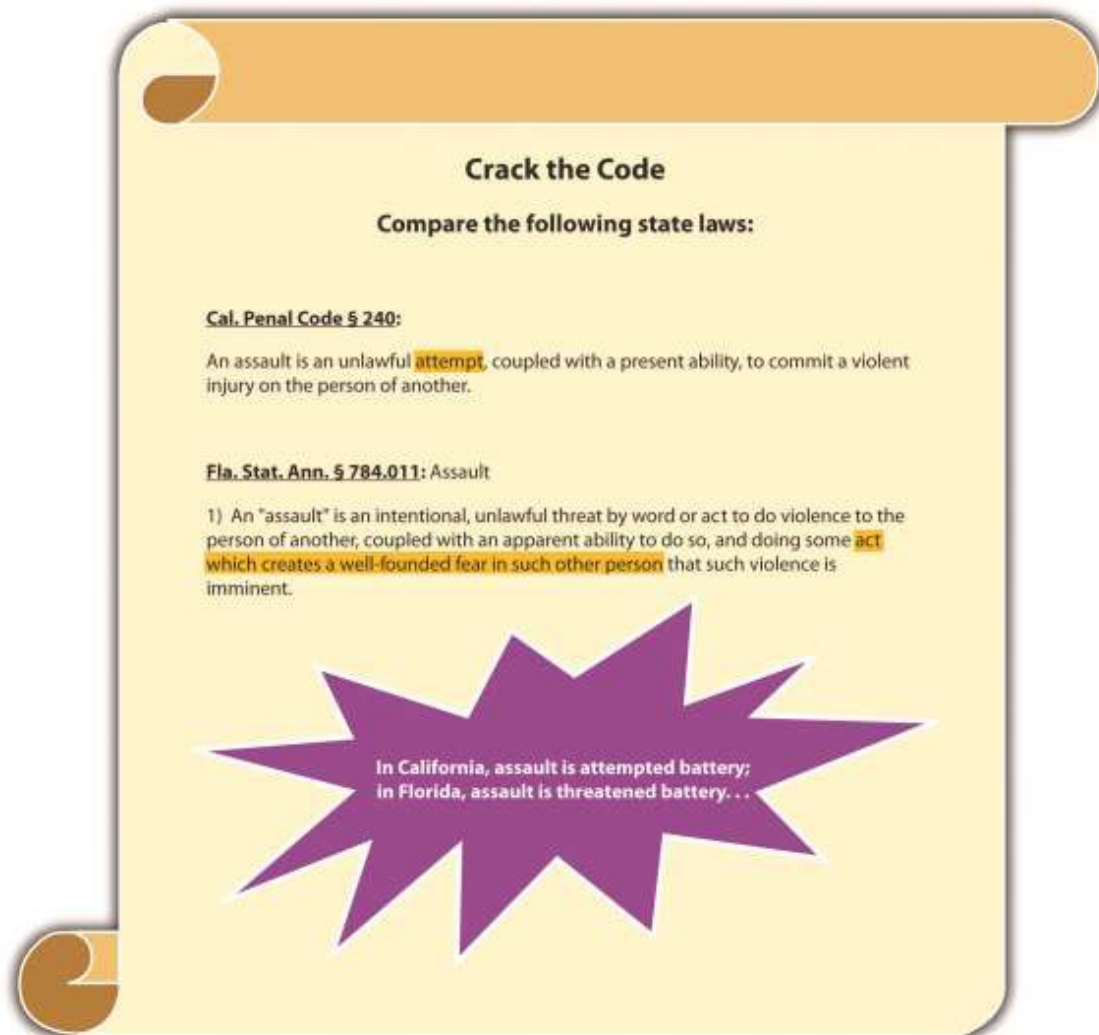 Crack the Code
Compare the following state laws:
Cal. Penal Code § 240:
An assault is an unlawful attempt, coupled with a present ability, to commit a violent
injury on the person of another.
Fla. Stat. Ann. § 784.011: Assault
1) An "assault" is an intentional, unlawful threat by word or act to do violence to the
person of another, coupled with an apparent ability to do so, and doing some act
which creates a well-founded fear in such other person that such violence is
imminent.
In California, assault is attempted battery;
in Florida, assault is threatened battery. . .